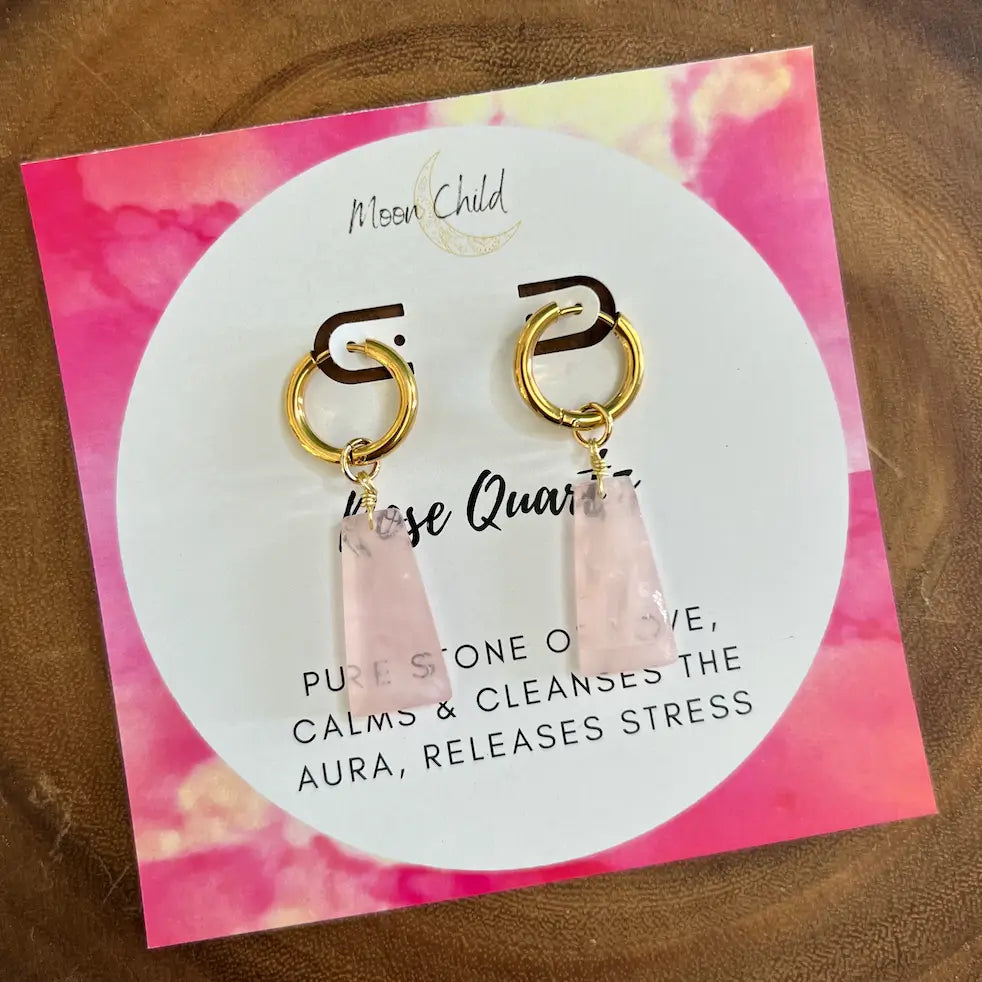 Moon Child
Rose Quartz
PURE STONE OF LOVE,
CALMS & CLEANSES THE
AURA, RELEASES STRESS